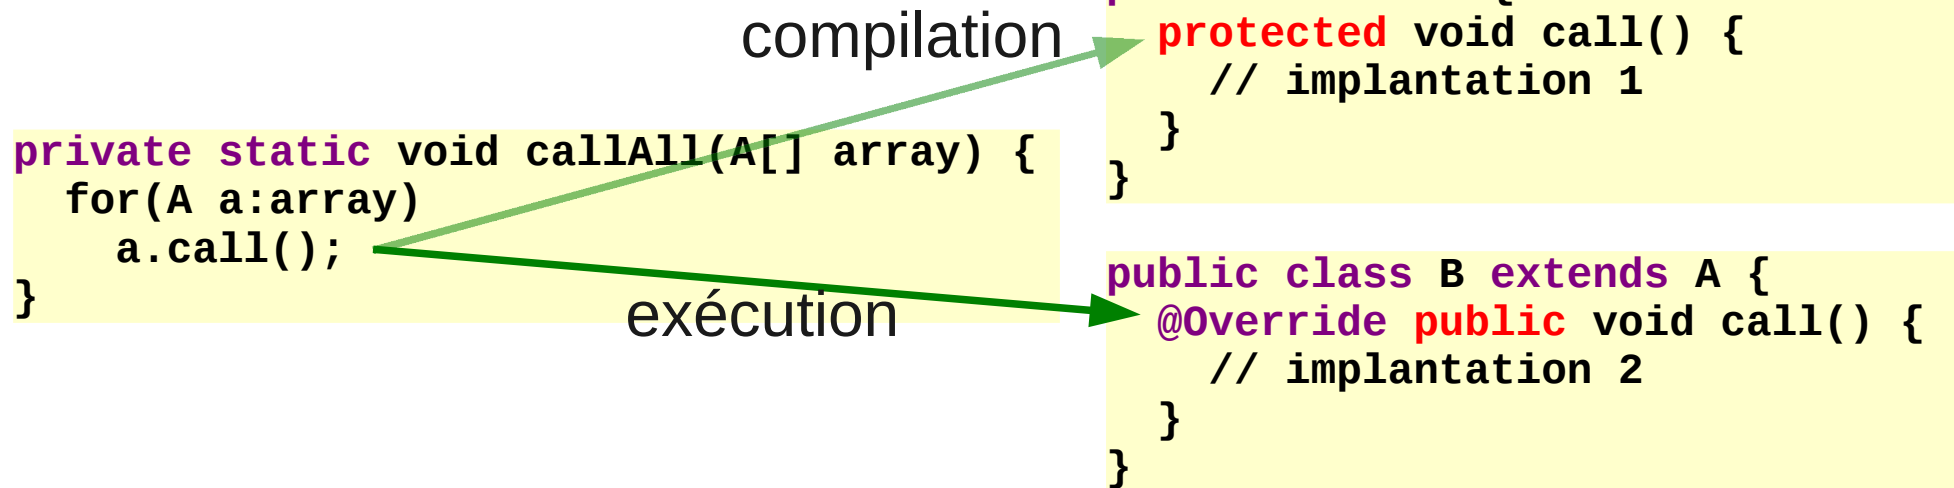 compilation
protected void call() {
// implantation 1
}
}
private static void callAll(A[] array) {
for(A a:array)
a.call();
}
exécution
public class B extends A {
@Override public void call() {
// implantation 2
}
}